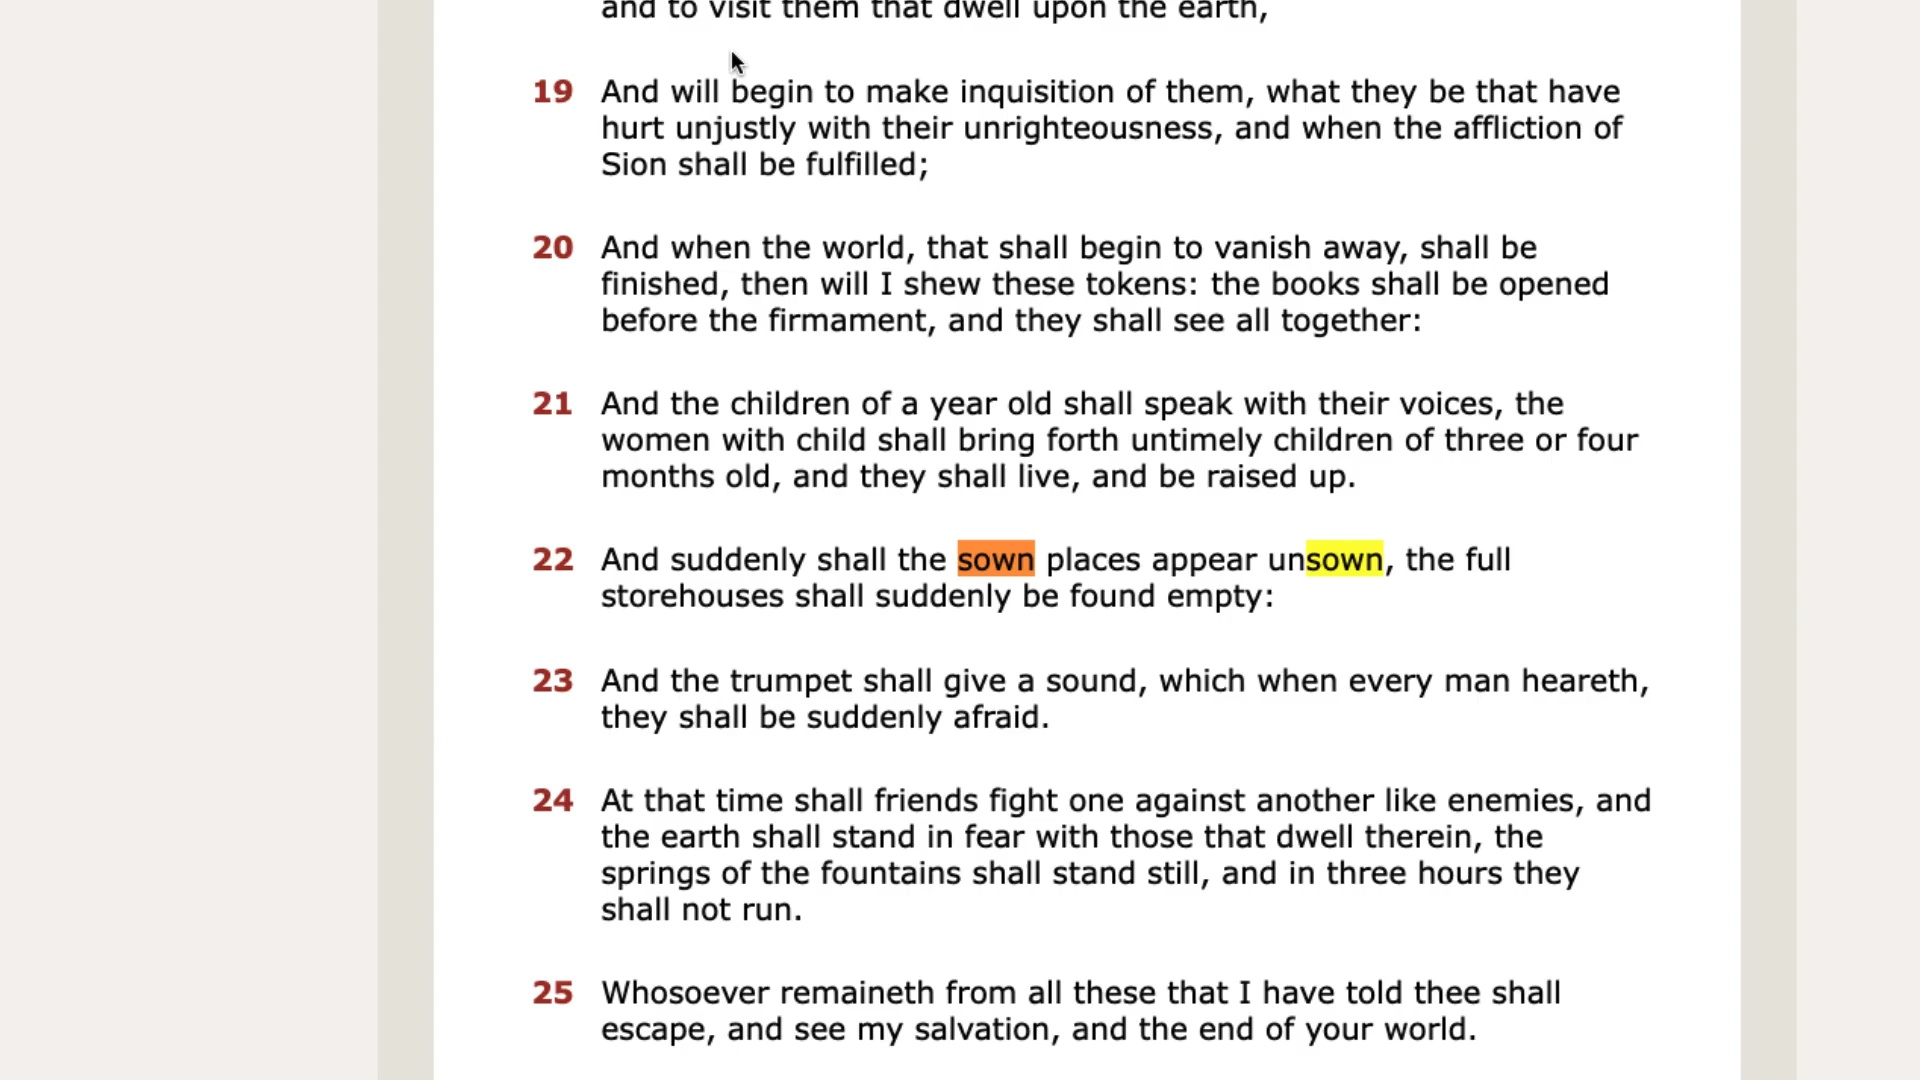 and to visit them that dwell upon the earth,
19 And will begin to make inquisition of them, what they be that have
hurt unjustly with their unrighteousness, and when the affliction of
Sion shall be fulfilled;
20 And when the world, that shall begin to vanish away, shall be
finished, then will I shew these tokens: the books shall be opened
before the firmament, and they shall see all together:
21 And the children of a year old shall speak with their voices, the
women with child shall bring forth untimely children of three or four
months old, and they shall live, and be raised up.
22 And suddenly shall the sown places appear unsown, the full
storehouses shall suddenly be found empty:
23 And the trumpet shall give a sound, which when every man heareth,
they shall be suddenly afraid.
24 At that time shall friends fight one against another like enemies, and
the earth shall stand in fear with those that dwell therein, the
springs of the fountains shall stand still, and in three hours they
shall not run.
25 Whosoever remaineth from all these that I have told thee shall
escape, and see my salvation, and the end of your world.